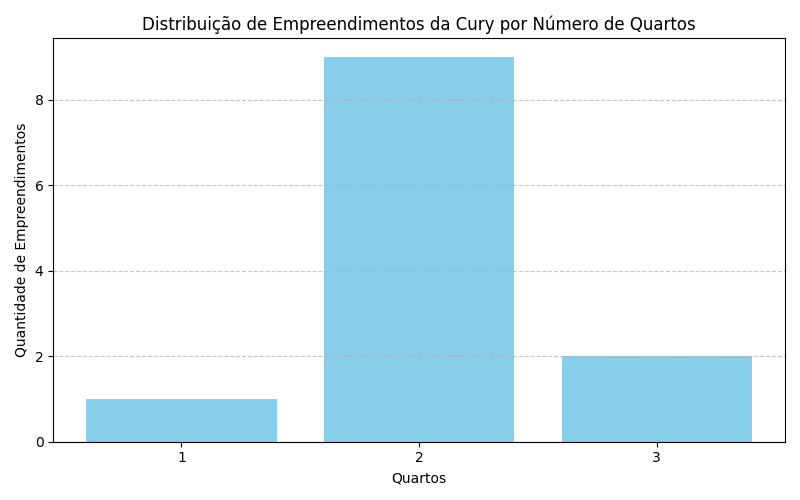 Distribuição de Empreendimentos da Cury por Número de Quartos
Quantidade de Empreendimentos
8
6
4
2
0
1 2 3
Quartos